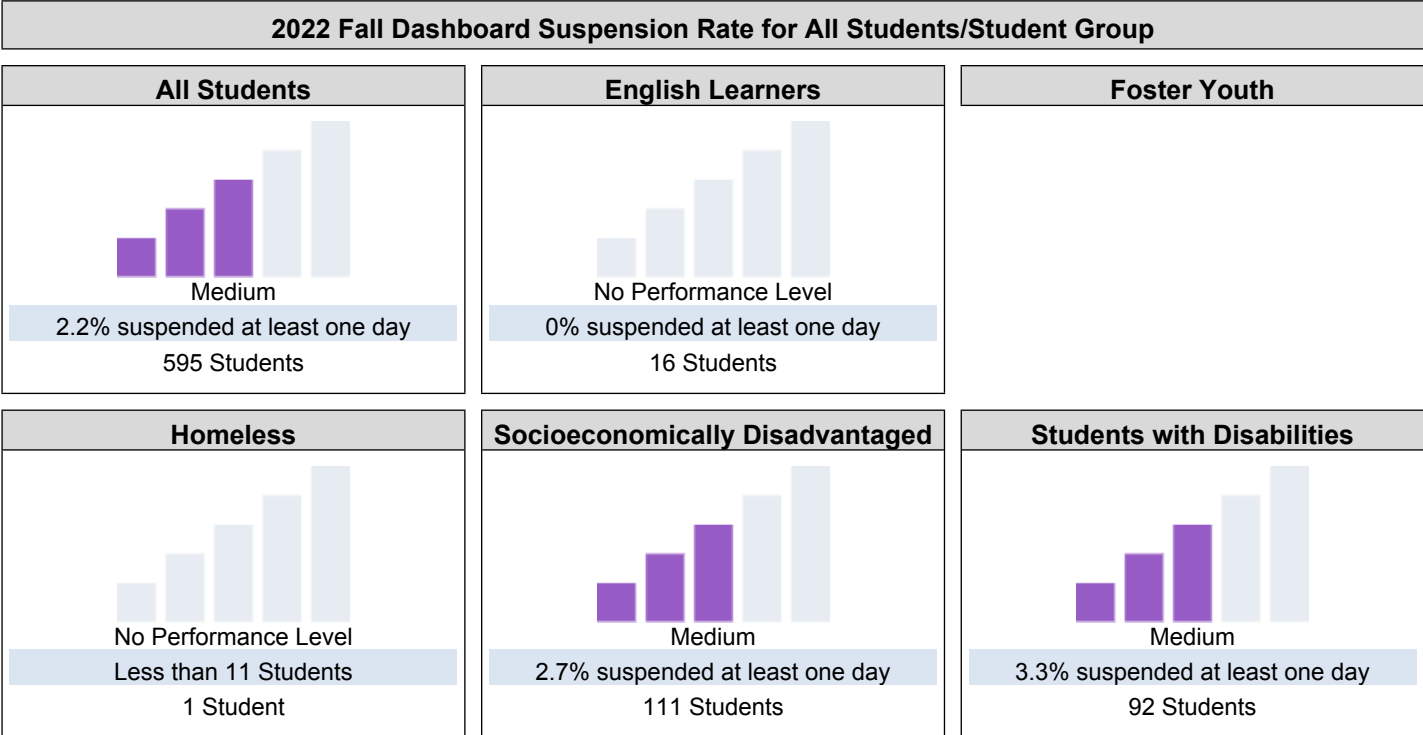 2022 Fall Dashboard Suspension Rate for All Students/Student Group
All Students
Medium
2.2% suspended at least one day
595 Students
English Learners
No Performance Level
0% suspended at least one day
16 Students
Foster Youth
Homeless
No Performance Level
Less than 11 Students
1 Student
Socioeconomically Disadvantaged
Medium
2.7% suspended at least one day
111 Students
Students with Disabilities
Medium
3.3% suspended at least one day
92 Students